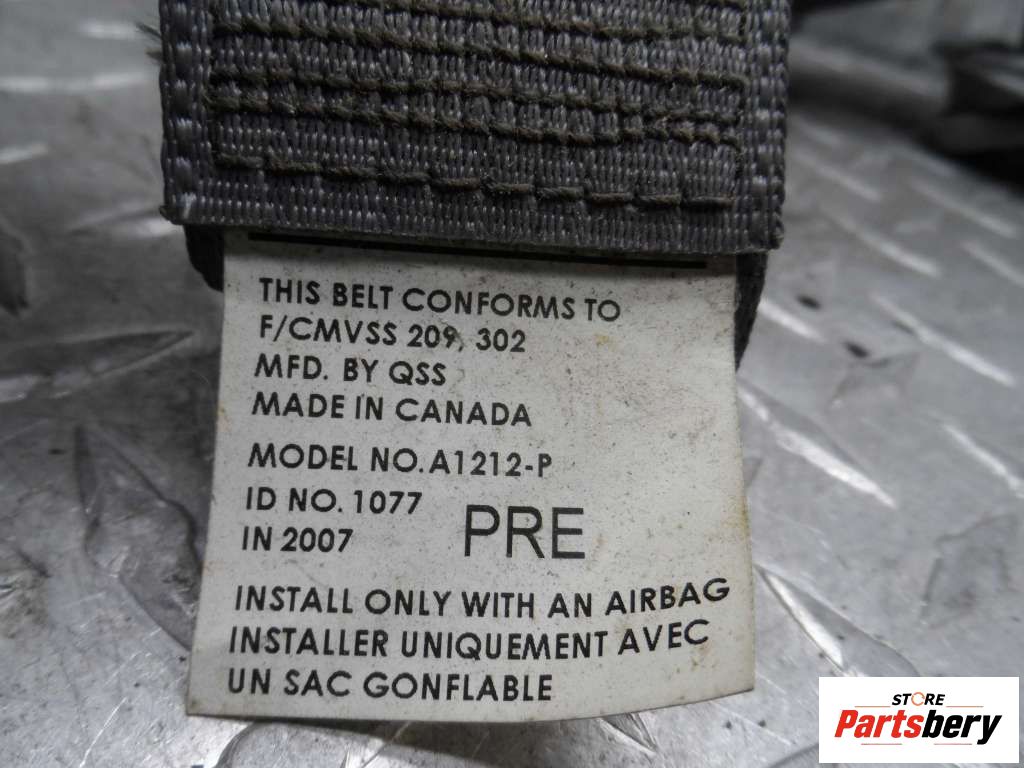 THIS BELT CONFORMS TO
F/CMVSS 209, 302
MFD. BY QSS
MADE IN CANADA
MODEL NO. A1212-P
ID NO. 1077
IN 2007 PRE
INSTALL ONLY WITH AN AIRBAG
INSTALLER UNIQUEMENT AVEC
UN SAC GONFLABLE
STORE
Partsbery